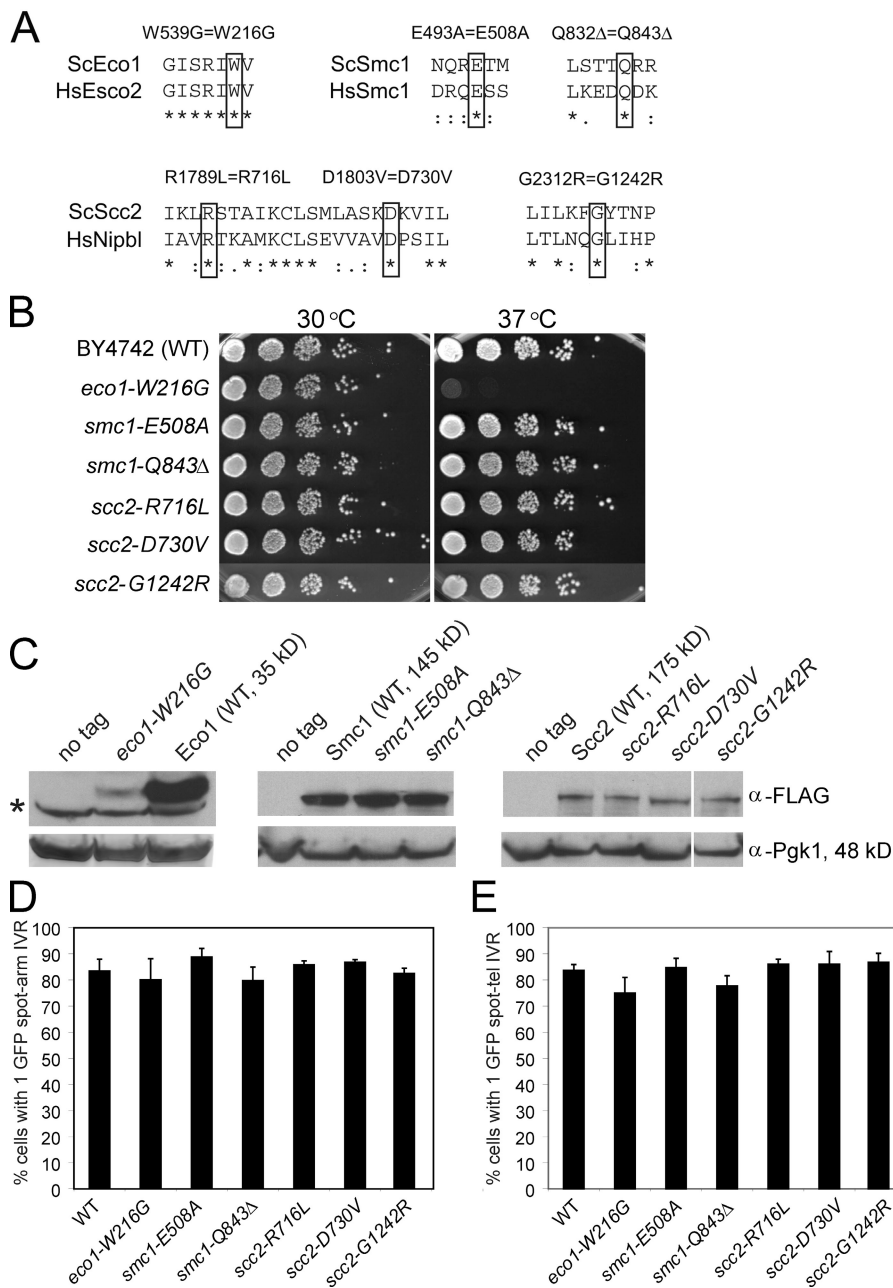 A
W539G=W216G
E493A=E508A Q832Δ=Q843Δ
ScEco1 GISRIWV
HsEsco2 GISRIWV
*******
ScSmc1 NQRETM LSTTQRR
HsSmc1 DRQESS LKEDQDK
:::*: *. * :
R1789L=R716L D1803V=D730V G2312R=G1242R
ScScc2 IKLRSTAIKCLSMLASKDKVIL LILKFGYTNP
HsNipbl IAVRTKAMKCLSEVVAVDPSIL LTLNQGLIHP
* :*:.*:**** :.: * ** * *: * :*
B
30 °C 37 °C
BY4742 (WT)
eco1-W216G
smc1-E508A
smc1-Q843Δ
scc2-R716L
scc2-D730V
scc2-G1242R
C
no tag
eco1-W216G
Eco1 (WT, 35 kD)
no tag
Smc1 (WT, 145 kD)
smc1-E508A
smc1-Q843Δ
no tag
Scc2 (WT, 175 kD)
scc2-R716L
scc2-D730V
scc2-G1242R
*
α-FLAG
α-Pgk1, 48 kD
D
% cells with 1 GFP spot-arm IVR
100
90
80
70
60
50
40
30
20
10
0
WT
eco1-W216G
smc1-E508A
smc1-Q843Δ
scc2-R716L
scc2-D730V
scc2-G1242R
E
% cells with 1 GFP spot-tel IVR
100
90
80
70
60
50
40
30
20
10
0
WT
eco1-W216G
smc1-E508A
smc1-Q843Δ
scc2-R716L
scc2-D730V
scc2-G1242R